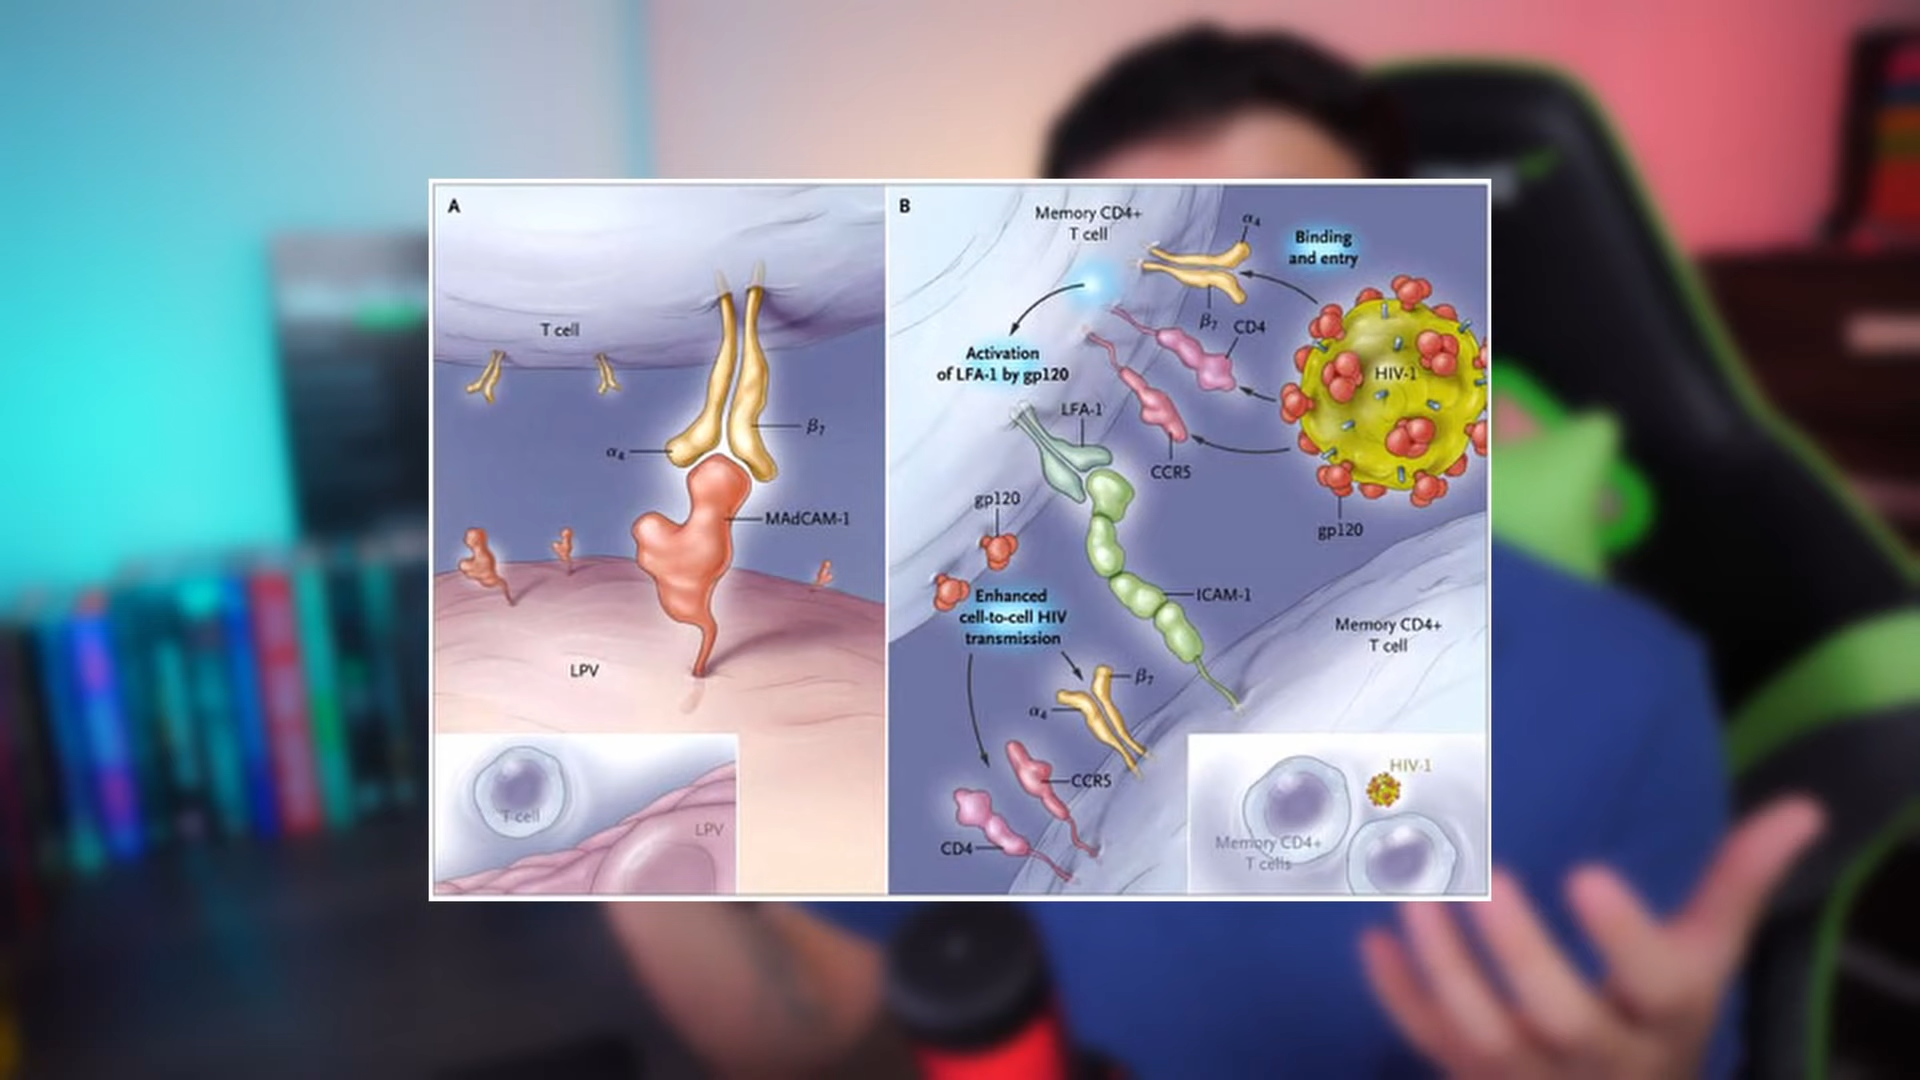 A
T cell
α4
β7
MAdCAM-1
LPV
T cell
LPV
B
Memory CD4+
T cell
α4
Binding
and entry
β7
CD4
HIV-1
Activation
of LFA-1 by gp120
LFA-1
CCR5
gp120
gp120
ICAM-1
Enhanced
cell-to-cell HIV
transmission
Memory CD4+
T cell
β7
α4
CCR5
CD4
HIV-1
Memory CD4+
T cells